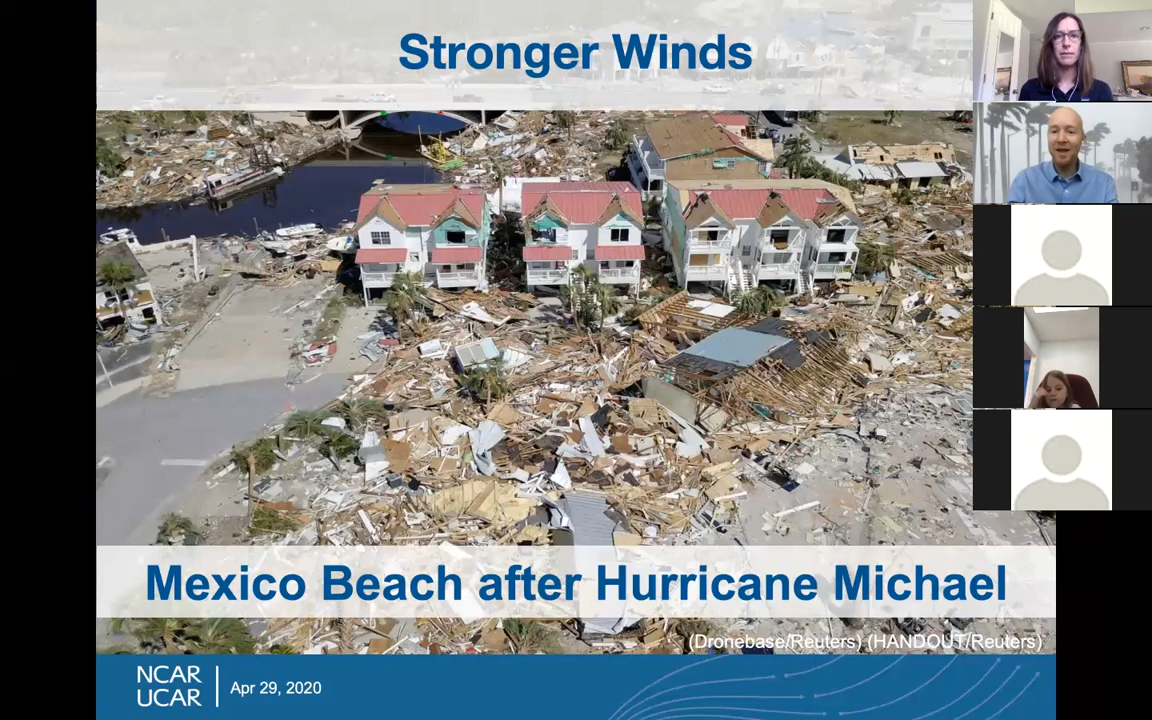 Stronger Winds
Mexico Beach after Hurricane Michael
(Dronebase/Reuters) (HANDOUT/Reuters)
NCAR
UCAR
Apr 29, 2020